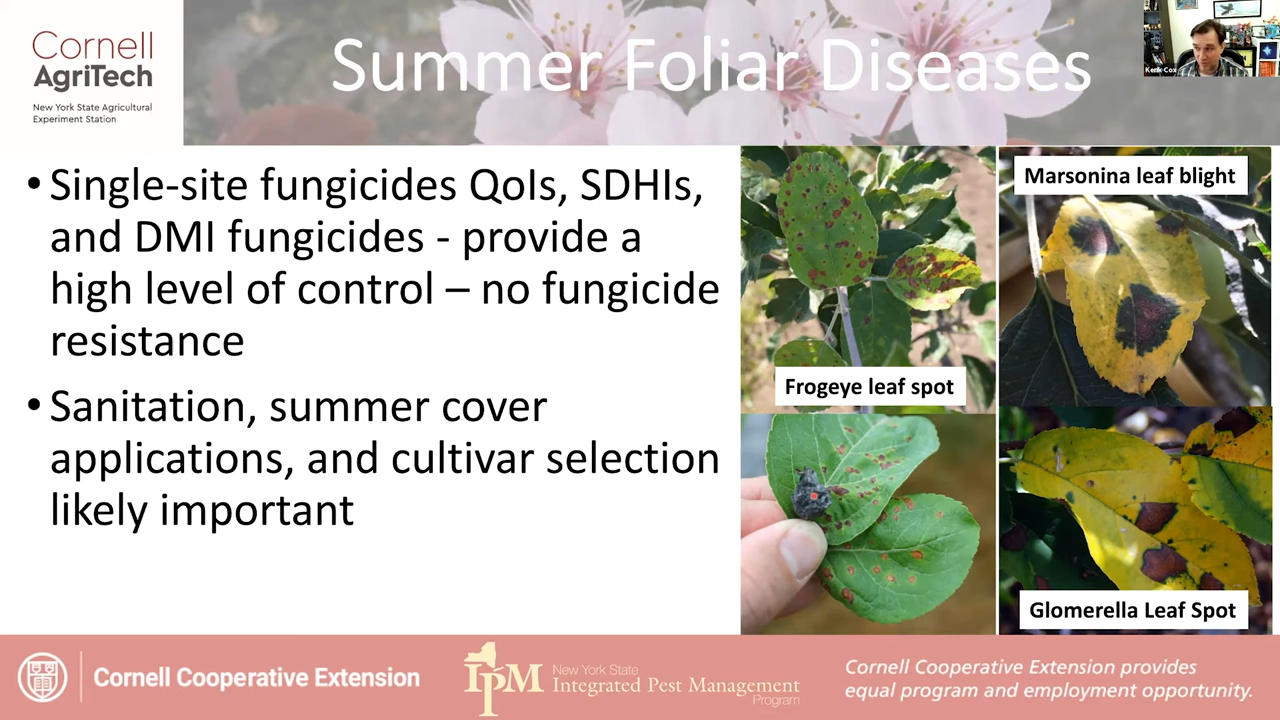 Cornell
AgriTech
New York State Agricultural
Experiment Station
Summer Foliar Diseases
Kerik Cox
• Single-site fungicides QoIs, SDHIs,
and DMI fungicides - provide a
high level of control – no fungicide
resistance
• Sanitation, summer cover
applications, and cultivar selection
likely important
Marsonina leaf blight
Frogeye leaf spot
Glomerella Leaf Spot
Cornell Cooperative Extension
IPM
New York State
Integrated Pest Management
Program
Cornell Cooperative Extension provides
equal program and employment opportunity.